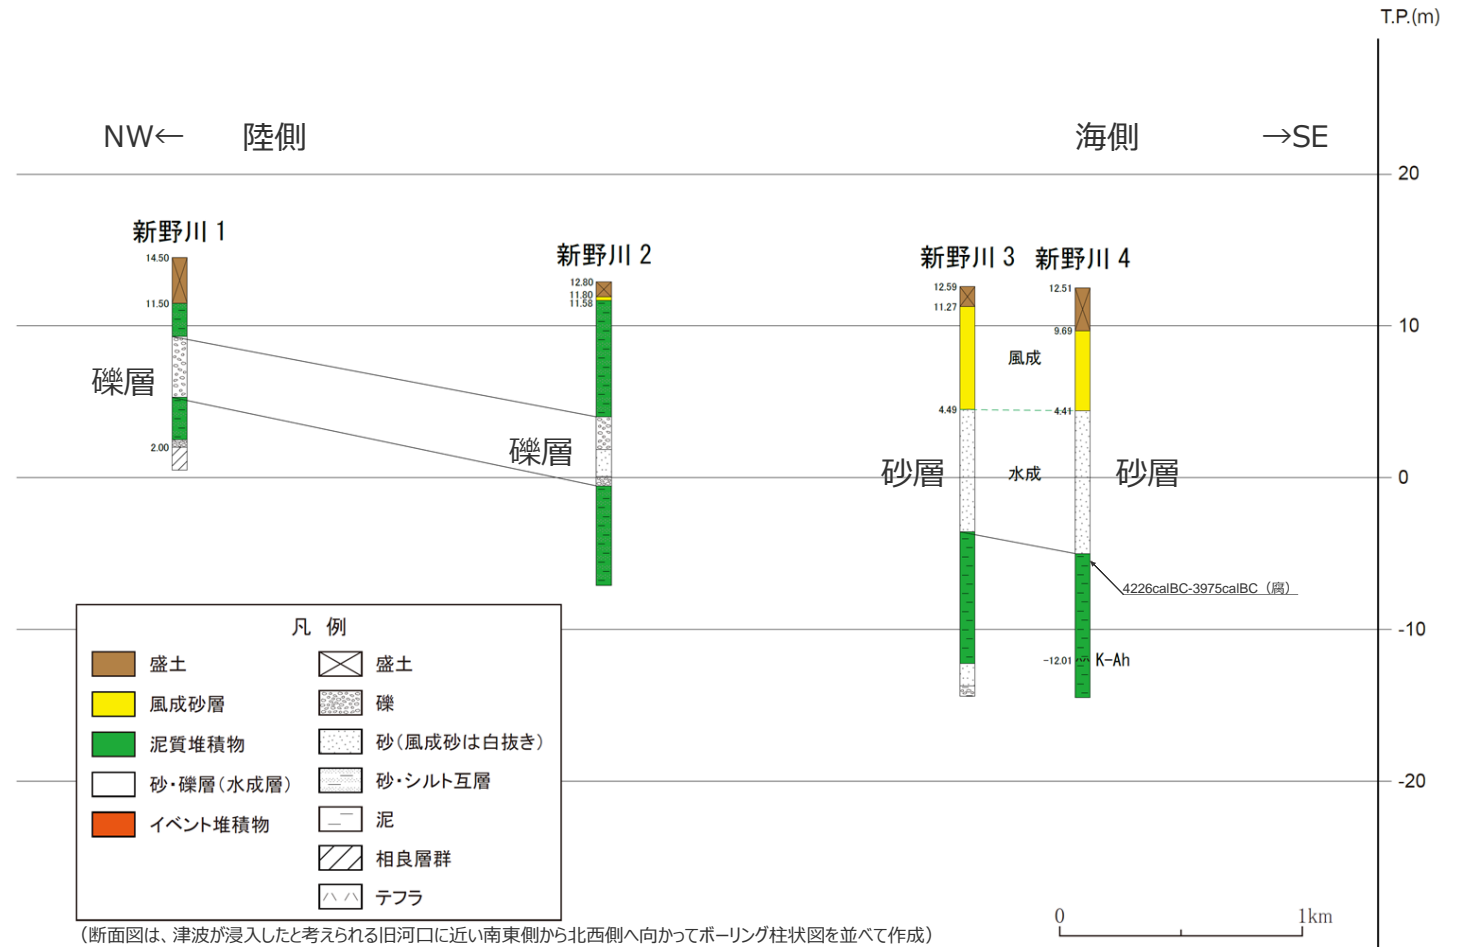 T.P.(m)
NW← 陸側 海側 →SE
20
新野川 1
新野川 2
新野川 3 新野川 4
14.50
12.80
12.59
12.51
11.80
11.58
11.50
11.27
10
9.69
風成
礫層
4.49
4.41
礫層
2.00
砂層
水成
砂層
0
4226calBC-3975calBC（腐）
-10
-12.01 K-Ah
-20
凡 例
盛土
風成砂層
泥質堆積物
砂・礫層（水成層）
イベント堆積物
盛土
礫
砂（風成砂は白抜き）
砂・シルト互層
泥
相良層群
テフラ
0 1km
（断面図は、津波が浸入したと考えられる旧河口に近い南東側から北西側へ向かってボーリング柱状図を並べて作成）